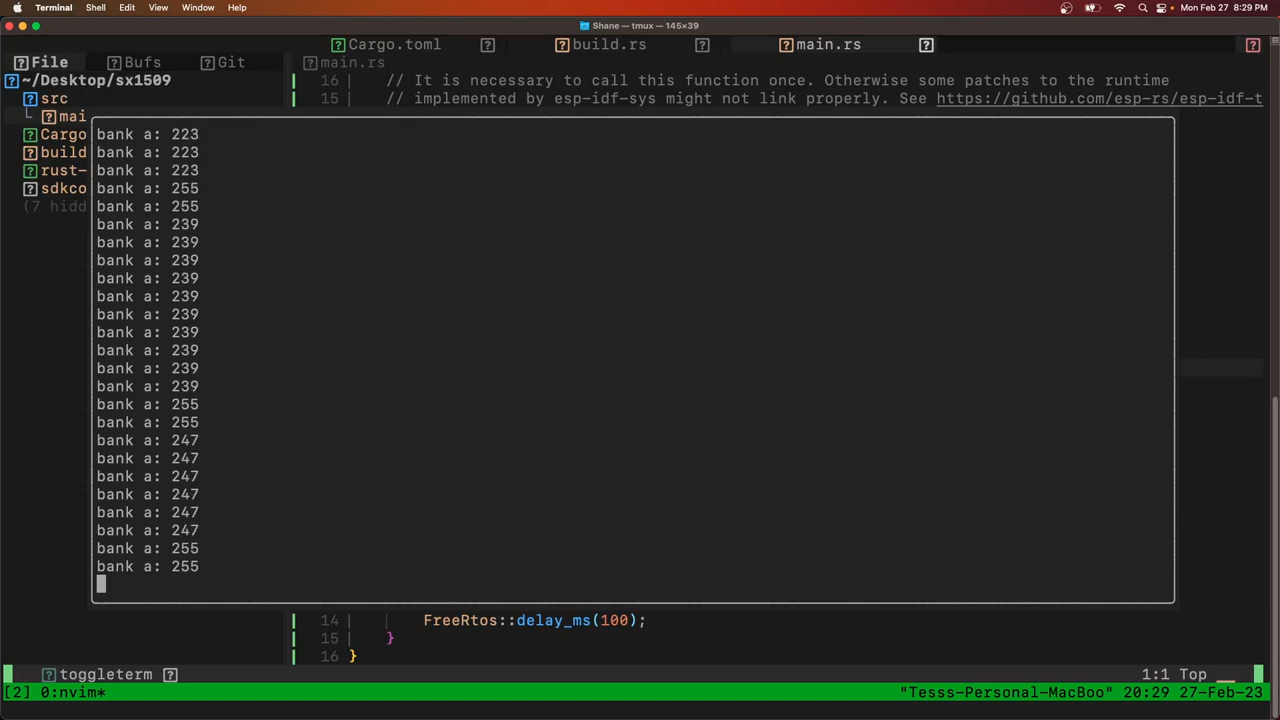 Terminal Shell Edit View Window Help Mon Feb 27 8:29 PM
Shane — tmux — 145×39
File Bufs Git
Cargo.toml build.rs main.rs
main.rs
~/Desktop/sx1509
src
mai
Cargo
build
rust-
sdkco
(7 hidd
16 // It is necessary to call this function once. Otherwise some patches to the runtime
15 // implemented by esp-idf-sys might not link properly. See https://github.com/esp-rs/esp-idf-t
bank a: 223
bank a: 223
bank a: 223
bank a: 255
bank a: 255
bank a: 239
bank a: 239
bank a: 239
bank a: 239
bank a: 239
bank a: 239
bank a: 239
bank a: 239
bank a: 239
bank a: 239
bank a: 255
bank a: 255
bank a: 247
bank a: 247
bank a: 247
bank a: 247
bank a: 247
bank a: 247
bank a: 255
bank a: 255
14 FreeRtos::delay_ms(100);
15 }
16 }
toggleterm 1:1 Top
[2] 0:nvim* "Tesss-Personal-MacBoo" 20:29 27-Feb-23